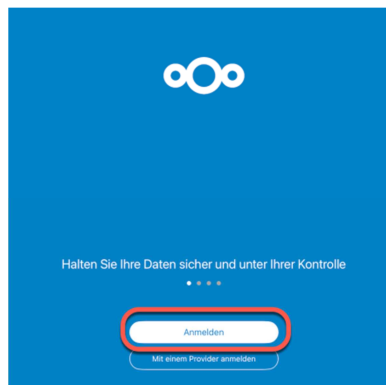 Halten Sie Ihre Daten sicher und unter Ihrer Kontrolle
Anmelden
Mit einem Provider anmelden